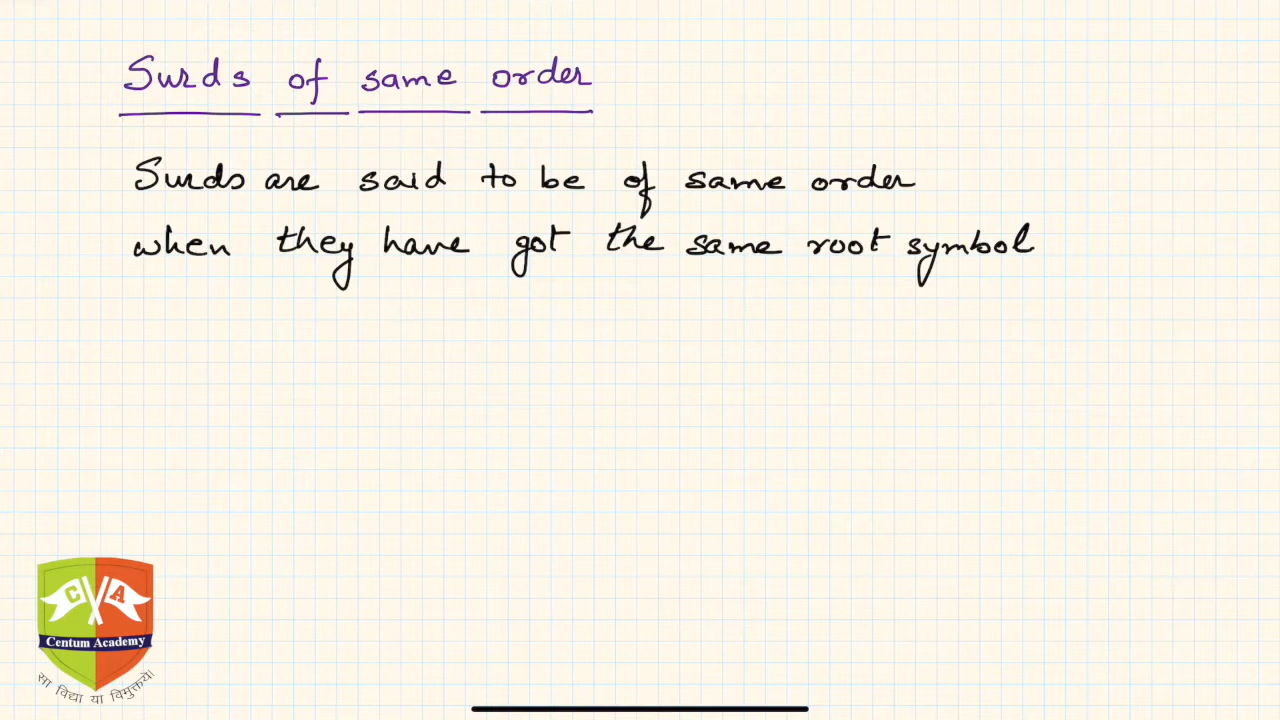 Surds of same order
Surds are said to be of same order
when they have got the same root symbol
C A
Centum Academy
सा विद्या या विमुक्तये।